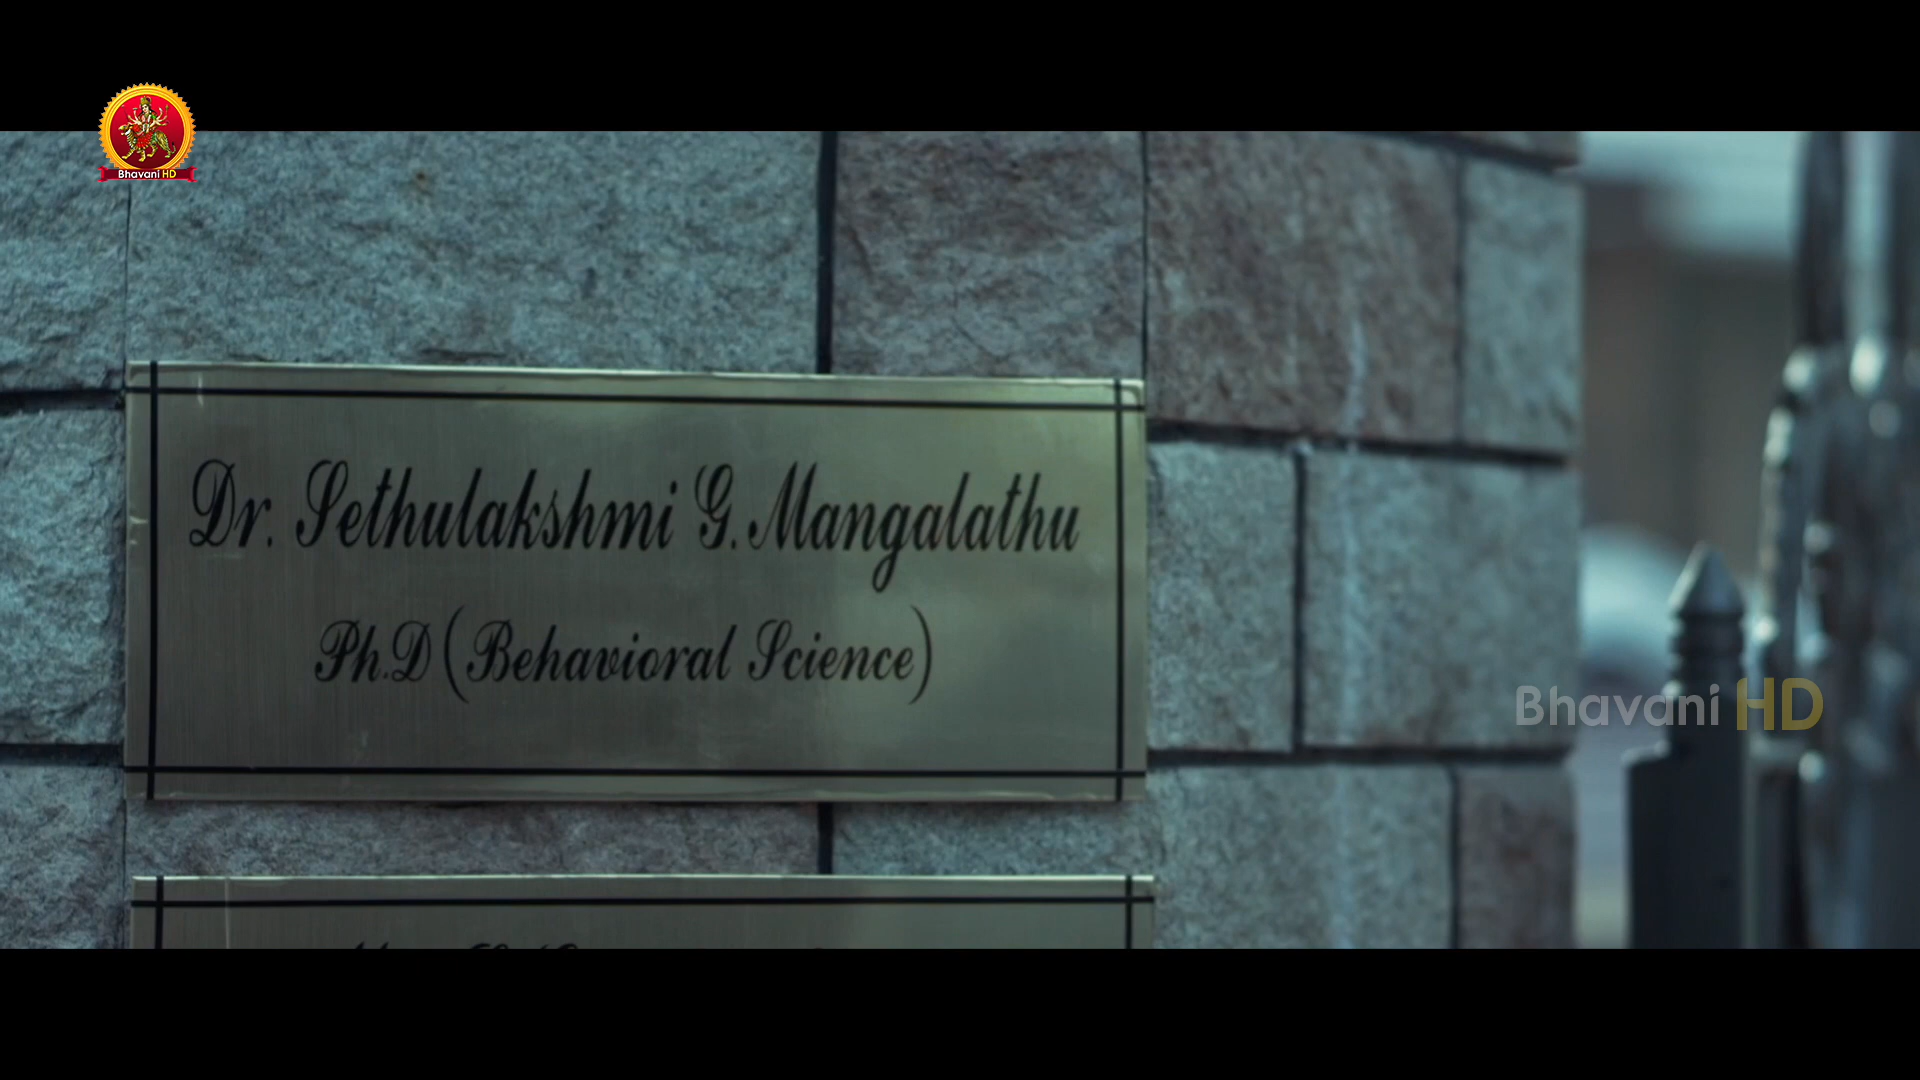 Bhavani HD
Dr. Sethulakshmi G. Mangalathu
Ph.D (Behavioral Science)
Bhavani HD